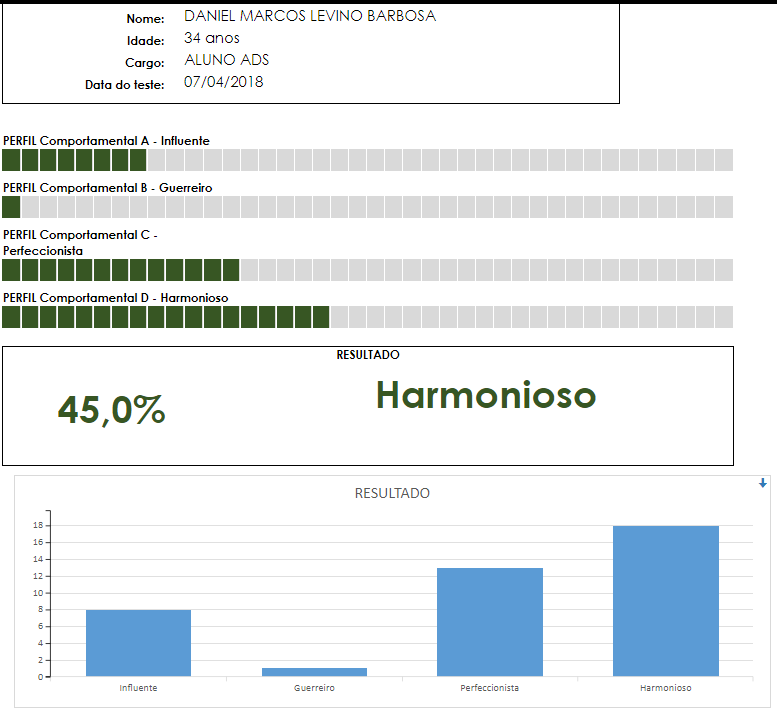 Nome: DANIEL MARCOS LEVINO BARBOSA
Idade: 34 anos
Cargo: ALUNO ADS
Data do teste: 07/04/2018
PERFIL Comportamental A - Influente
PERFIL Comportamental B - Guerreiro
PERFIL Comportamental C -
Perfeccionista
PERFIL Comportamental D - Harmonioso
RESULTADO
45,0% Harmonioso
RESULTADO
18
16
14
12
10
8
6
4
2
0
Influente Guerreiro Perfeccionista Harmonioso